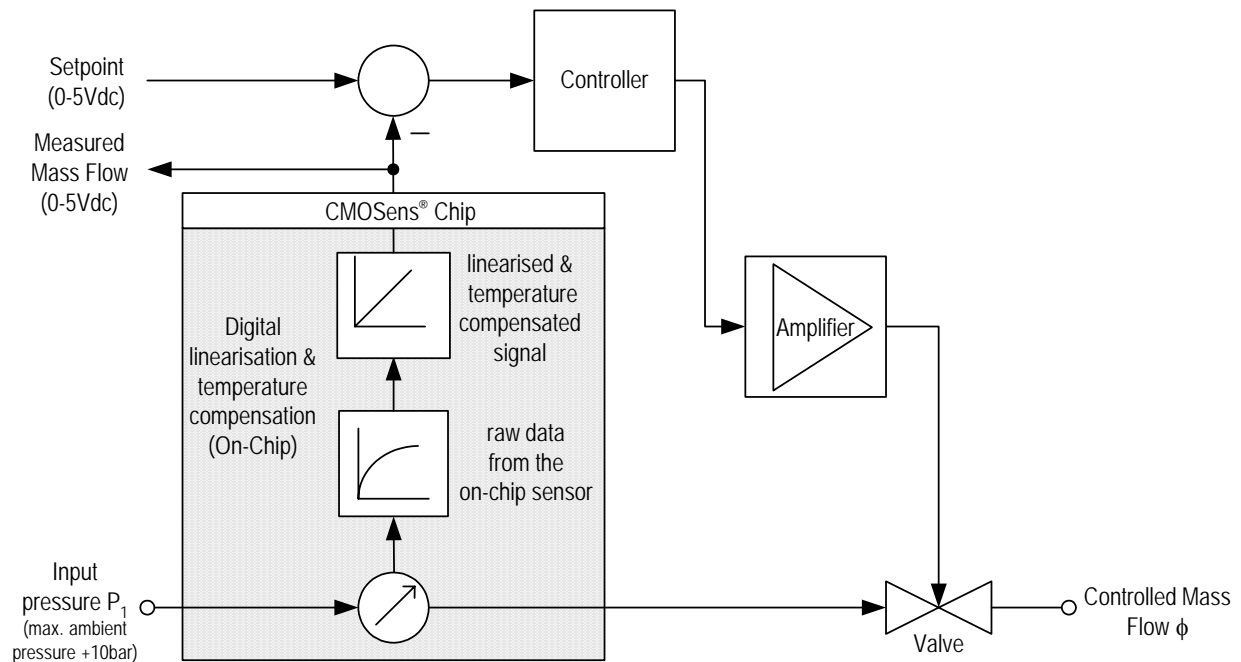 Setpoint
(0-5Vdc)
Controller
Measured
Mass Flow
(0-5Vdc)
—
CMOSens® Chip
linearised &
temperature
compensated
signal
Digital
linearisation &
temperature
compensation
(On-Chip)
raw data
from the
on-chip sensor
Amplifier
Input
pressure P₁
(max. ambient
pressure +10bar)
Valve
Controlled Mass
Flow ϕ